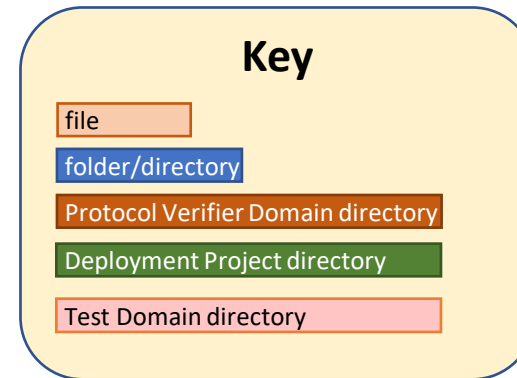 Key
file
folder/directory
Protocol Verifier Domain directory
Deployment Project directory
Test Domain directory